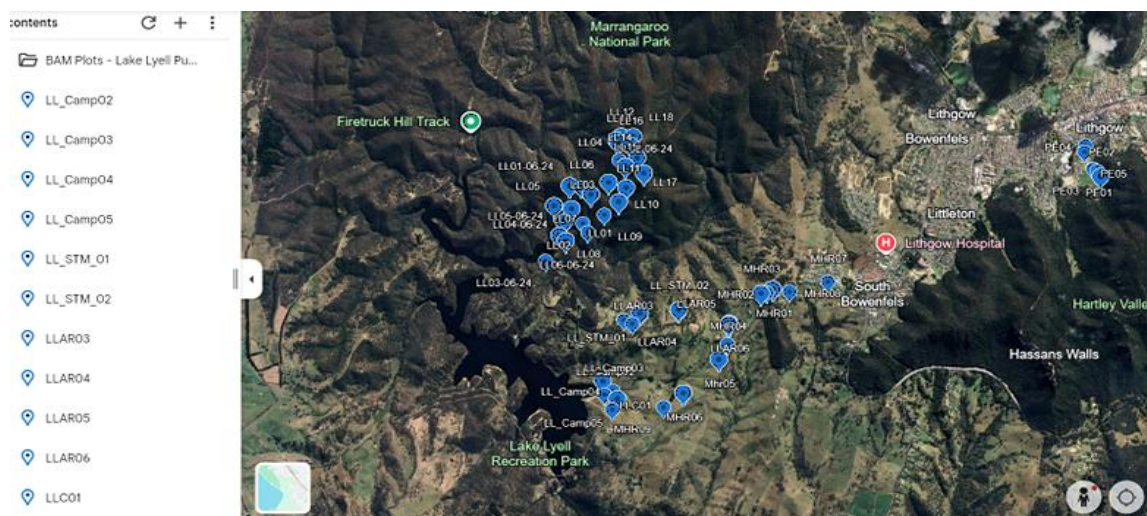 contents
BAM Plots - Lake Lyell Pu...
LL_Camp02
LL_Camp03
LL_Camp04
LL_Camp05
LL_STM_01
LL_STM_02
LLAR03
LLAR04
LLAR05
LLAR06
LLC01
Marrangaroo
National Park
Firetruck Hill Track
LL12
LL16
LL18
LL04
LL14
LL06
LL01-06-24
LL11
LL05
LL03
LL17
LL10
LL05-06-24
LL07
LL04-06-24
LL01
LL09
LL02
LL08
LL06-06-24
LL03-06-24
Lithgow
Bowenfels
Lithgow
PE04
PE02
PE05
PE03
PE01
Littleton
Lithgow Hospital
H
MHR07
MHR03
South
Bowenfels
LL_STM_02
MHR02
MHR08
LLAR03
LLAR05
MHR01
MHR04
LL_STM_01
LLAR04
LLAR06
Hartley Valle
Hassans Walls
LL_Camp03
Mhr05
LL_Camp04
LLC01
LL_Camp05
MHR06
MHR09
Lake Lyell
Recreation Park